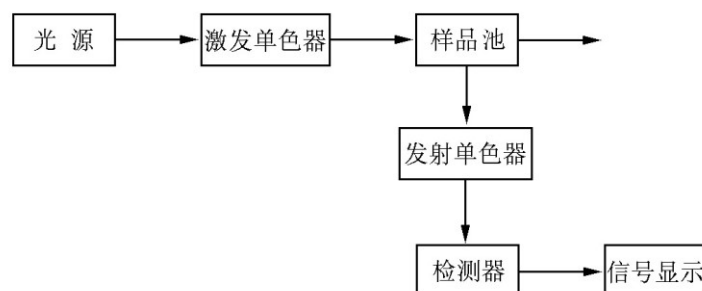 光 源
激发单色器
样品池
发射单色器
检测器
信号显示